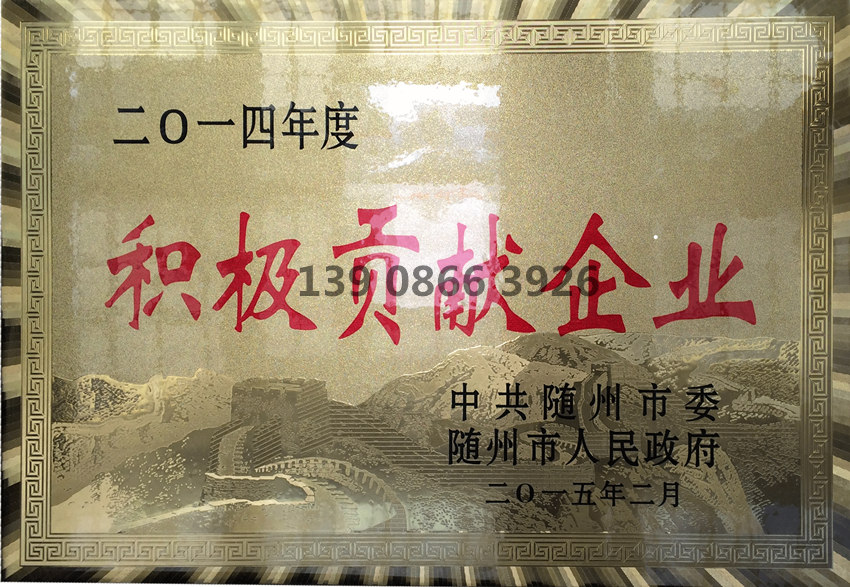 二O一四年度
积极贡献企业
139 0866 3926
中共随州市委
随州市人民政府
二O一五年二月